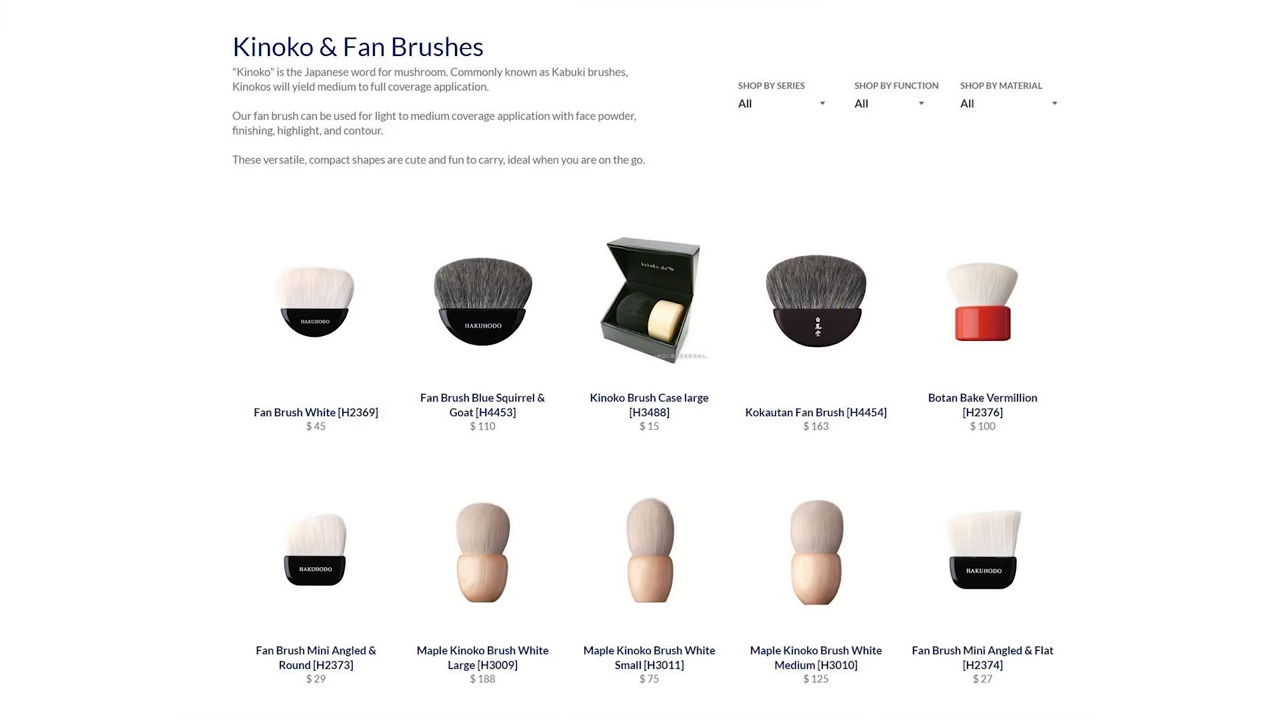 Kinoko & Fan Brushes
"Kinoko" is the Japanese word for mushroom. Commonly known as Kabuki brushes,
Kinokos will yield medium to full coverage application.
Our fan brush can be used for light to medium coverage application with face powder,
finishing, highlight, and contour.
These versatile, compact shapes are cute and fun to carry, ideal when you are on the go.
SHOP BY SERIES
All
SHOP BY FUNCTION
All
SHOP BY MATERIAL
All
HAKUHODO
Fan Brush White [H2369]
$ 45
HAKUHODO
Fan Brush Blue Squirrel &
Goat [H4453]
$ 110
Kinoko Brush Case large
[H3488]
$ 15
白
鳳
堂
Kokautan Fan Brush [H4454]
$ 163
Botan Bake Vermillion
[H2376]
$ 100
HAKUHODO
Fan Brush Mini Angled &
Round [H2373]
$ 29
Maple Kinoko Brush White
Large [H3009]
$ 188
Maple Kinoko Brush White
Small [H3011]
$ 75
Maple Kinoko Brush White
Medium [H3010]
$ 125
HAKUHODO
Fan Brush Mini Angled & Flat
[H2374]
$ 27